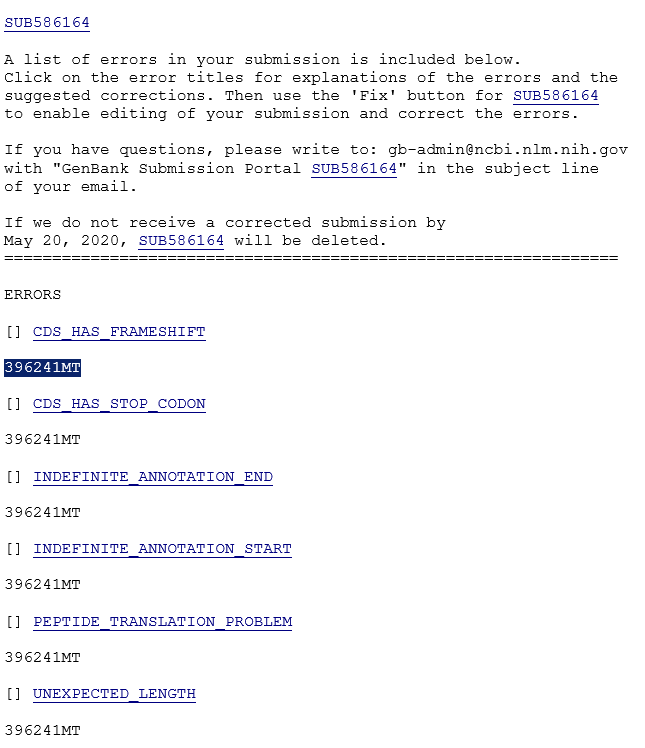 SUB586164
A list of errors in your submission is included below.
Click on the error titles for explanations of the errors and the
suggested corrections. Then use the 'Fix' button for SUB586164
to enable editing of your submission and correct the errors.
If you have questions, please write to: gb-admin@ncbi.nlm.nih.gov
with "GenBank Submission Portal SUB586164" in the subject line
of your email.
If we do not receive a corrected submission by
May 20, 2020, SUB586164 will be deleted.
=================================================================
ERRORS
[] CDS_HAS_FRAMESHIFT
396241MT
[] CDS_HAS_STOP_CODON
396241MT
[] INDEFINITE_ANNOTATION_END
396241MT
[] INDEFINITE_ANNOTATION_START
396241MT
[] PEPTIDE_TRANSLATION_PROBLEM
396241MT
[] UNEXPECTED_LENGTH
396241MT